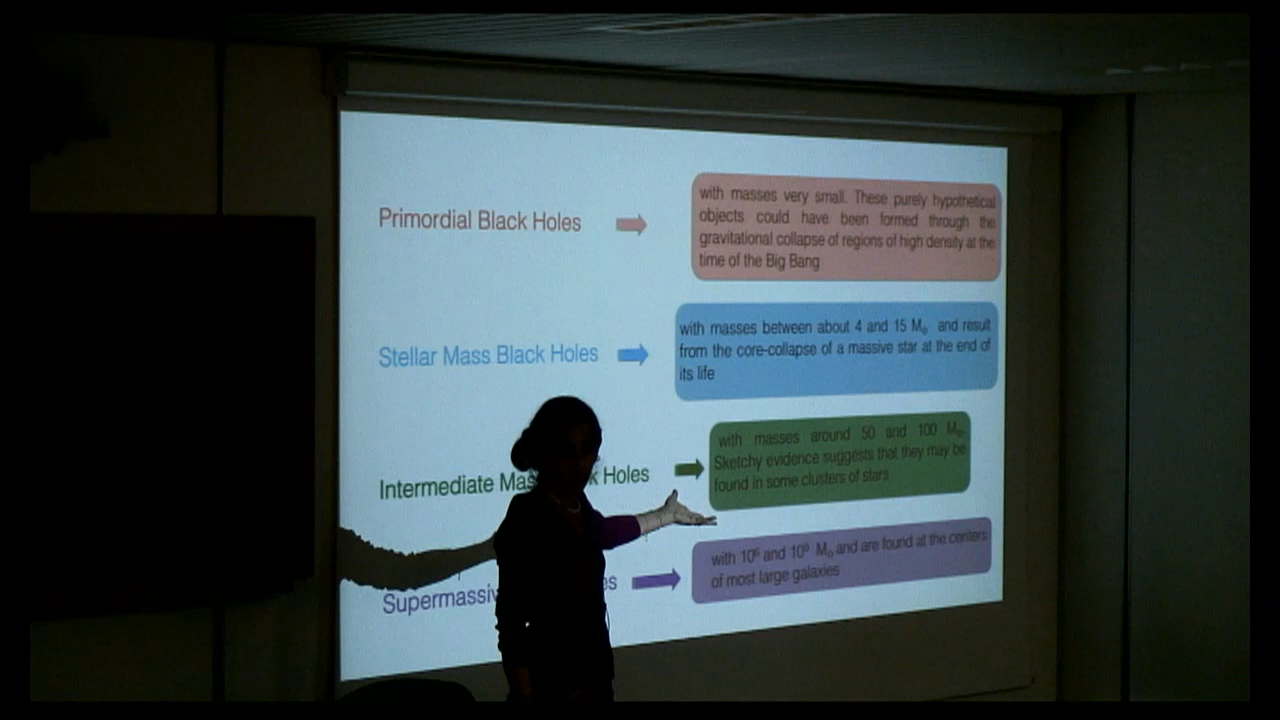 Primordial Black Holes
with masses very small. These purely hypothetical
objects could have been formed through the
gravitational collapse of regions of high density at the
time of the Big Bang
Stellar Mass Black Holes
with masses between about 4 and 15 M₀ and result
from the core-collapse of a massive star at the end of
its life
Intermediate Mas k Holes
with masses around 50 and 100 M₀.
Sketchy evidence suggests that they may be
found in some clusters of stars
Supermassiv es
with 10⁶ and 10⁹ M₀ and are found at the centers
of most large galaxies